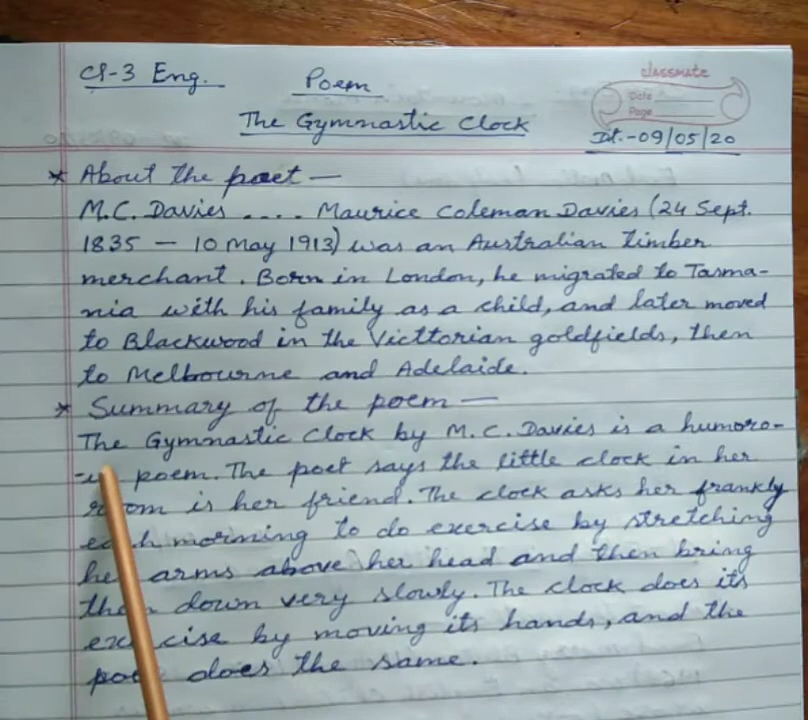 Cl-3 Eng. Poem
classmate
Date
Page
The Gymnastic Clock
Dt.-09/05/20
* About the poet —
M.C. Davies .... Maurice Coleman Davies (24 Sept.
1835 — 10 May 1913) was an Australian timber
merchant. Born in London, he migrated to Tasma-
nia with his family as a child, and later moved
to Blackwood in the Victtorian goldfields, then
to Melbourne and Adelaide.
* Summary of the poem —
The Gymnastic Clock by M.C. Davies is a humoro-
poem. The poet says the little clock in her
room is her friend. The clock asks her frankly
each morning to do exercise by stretching
her arms above her head and then bring
them down very slowly. The clock does its
exercise by moving its hands, and the
poet does the same.